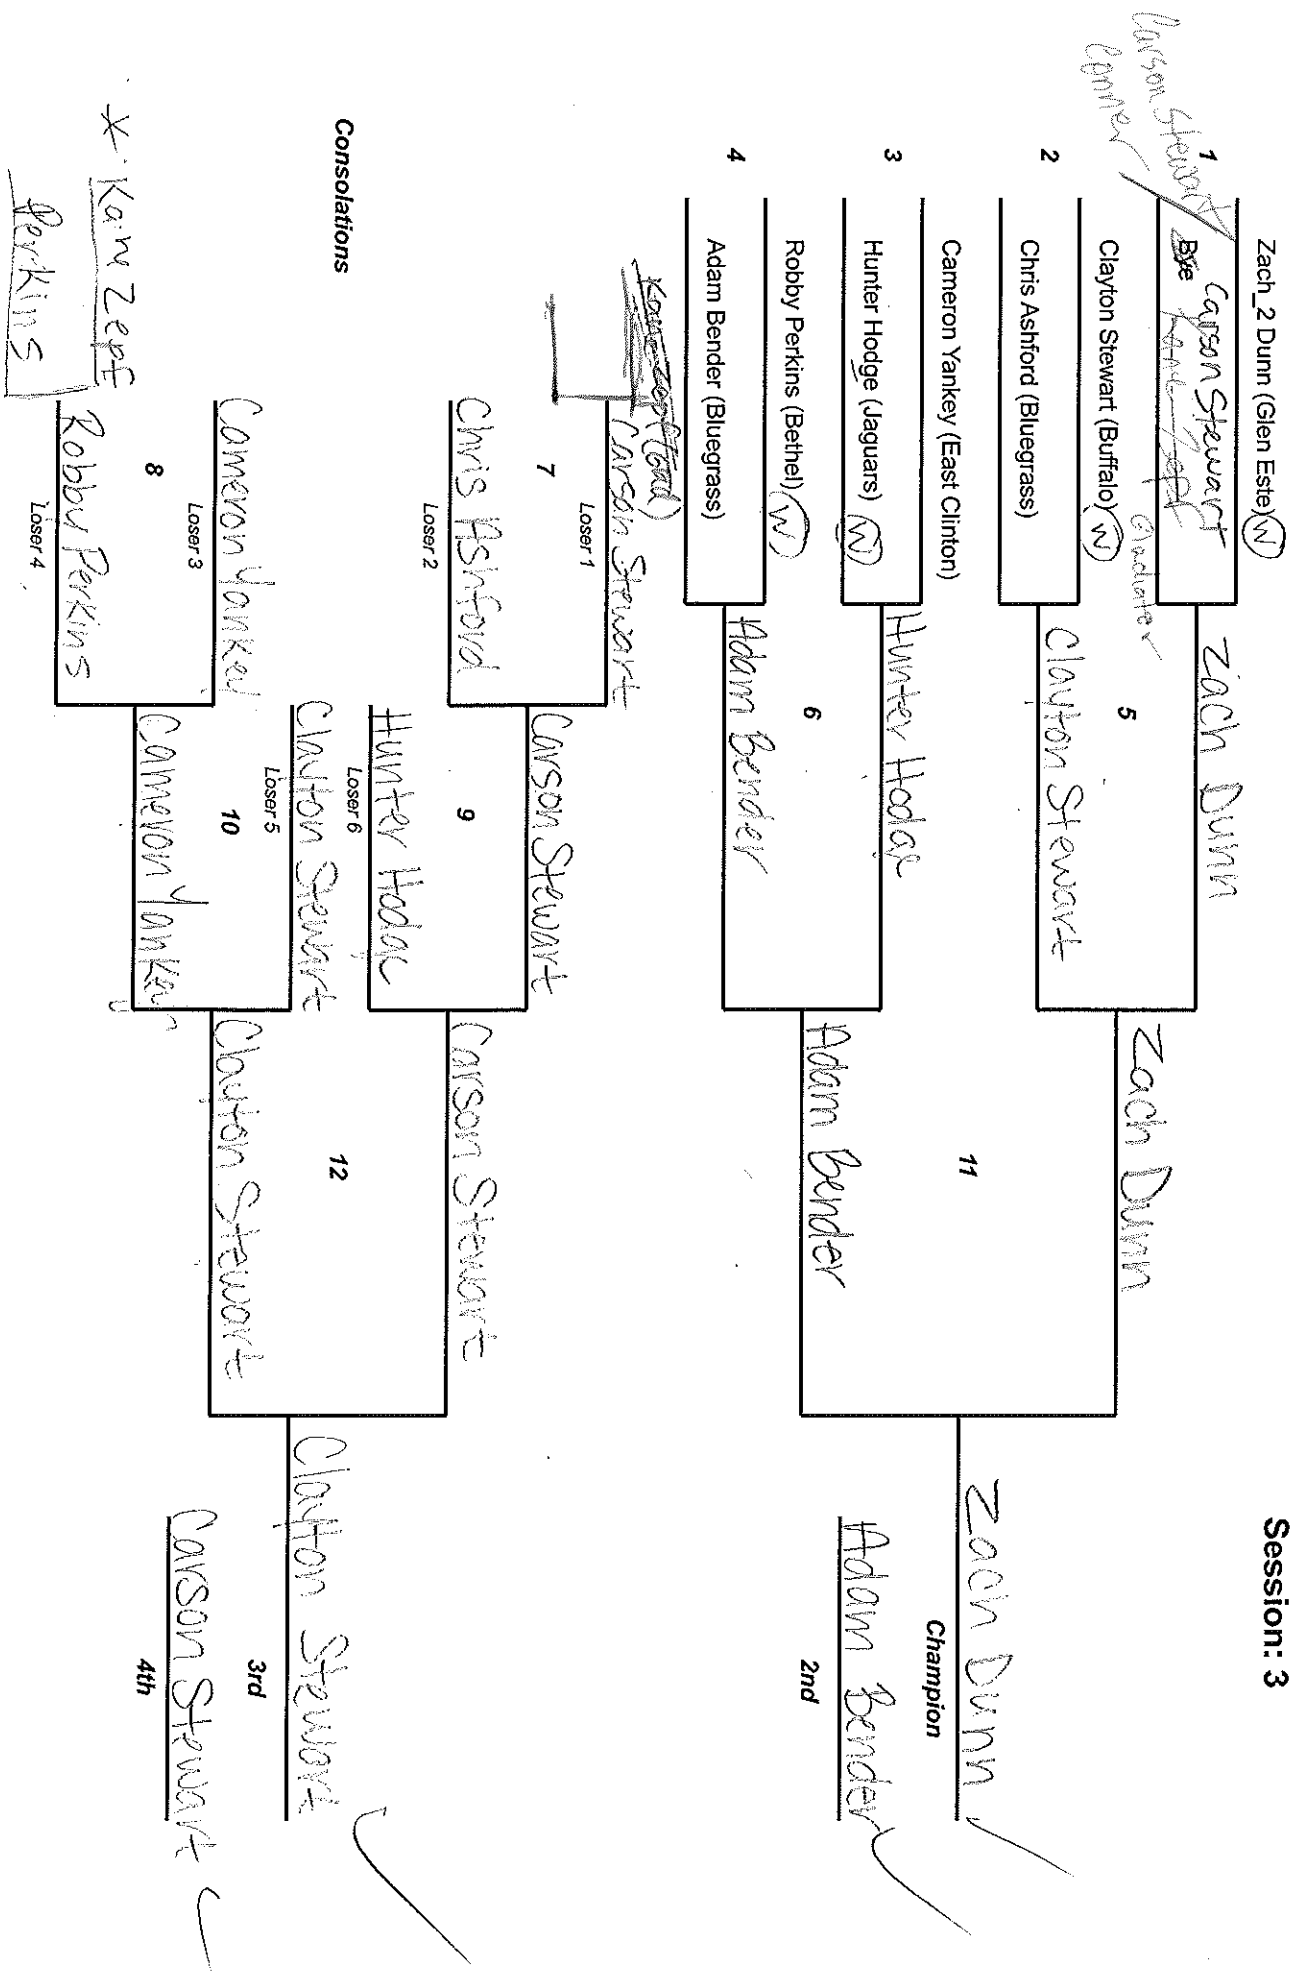 Session: 3
Zach_2 Dunn (Glen Este) W
1
Carson Stewart
Conner
Bye
Carson Stewart
Gladiator
Zach Dunn
Clayton Stewart (Buffalo) W
2
Chris Ashford (Bluegrass)
5
Clayton Stewart
Zach Dunn
Cameron Yankey (East Clinton)
3
Hunter Hodge (Jaguars) W
Hunter Hodge
11
Zach Dunn
Champion
Robby Perkins (Bethel) W
4
Adam Bender (Bluegrass)
6
Adam Bender
Adam Bender
Adam Bender
2nd
Consolations
Carson Stewart
Loser 1
7
Chris Ashford
Loser 2
Carson Stewart
9
Hunter Hodge
Loser 6
Carson Stewart
12
Clayton Stewart
3rd
Clayton Stewart
Loser 5
10
Cameron Yankey
Loser 3
8
Cameron Yankey
Clayton Stewart
Carson Stewart
4th
* Kane Zepf
Perkins
Robby Perkins
Loser 4